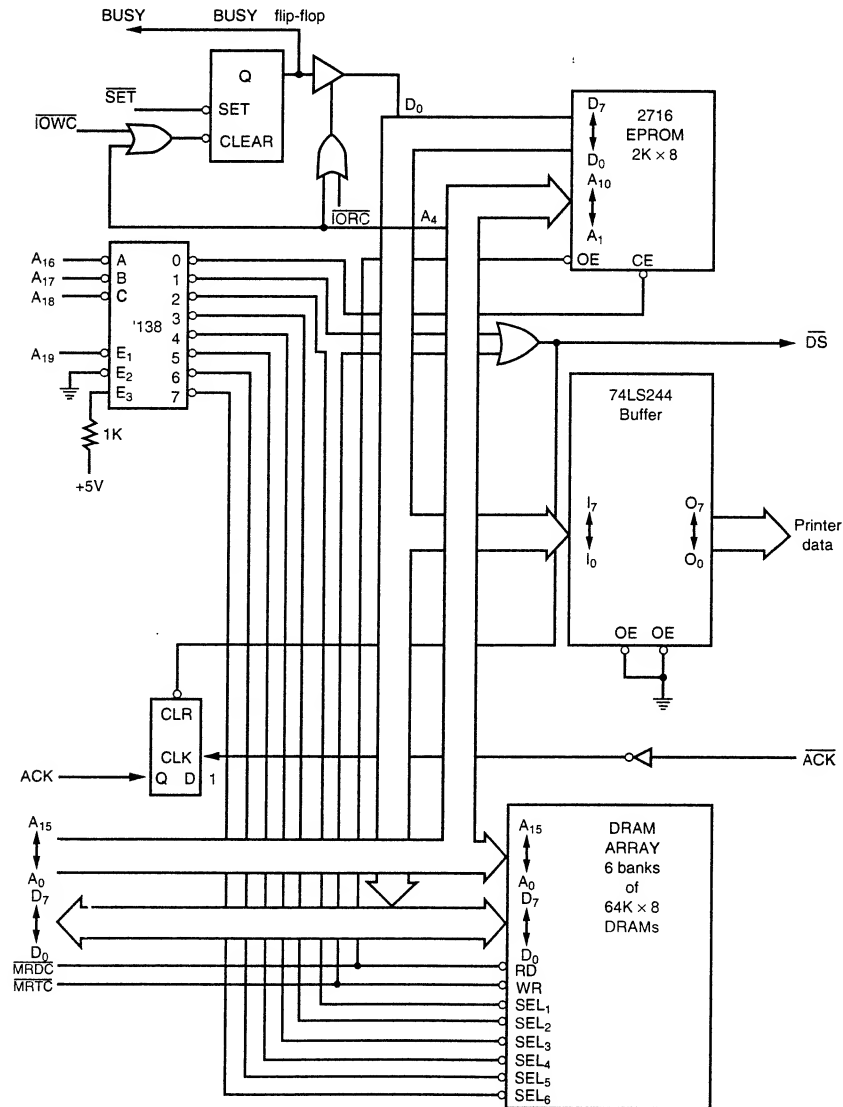 BUSY BUSY flip-flop
Q
SET
SET
IOWC
CLEAR
D0
IORC
A4
2716
EPROM
2K × 8
D7
D0
A10
A1
OE CE
A16 A 0
A17 B 1
A18 C 2
'138 3
4
A19 E1 5
E2 6
E3 7
1K
+5V
DS
74LS244
Buffer
I7 O7
I0 O0
Printer
data
OE OE
CLR
CLK
Q D 1
ACK
ACK
A15
A0
D7
D0
MRDC
MRTC
DRAM
ARRAY
6 banks
of
64K × 8
DRAMs
A15
A0
D7
D0
RD
WR
SEL1
SEL2
SEL3
SEL4
SEL5
SEL6